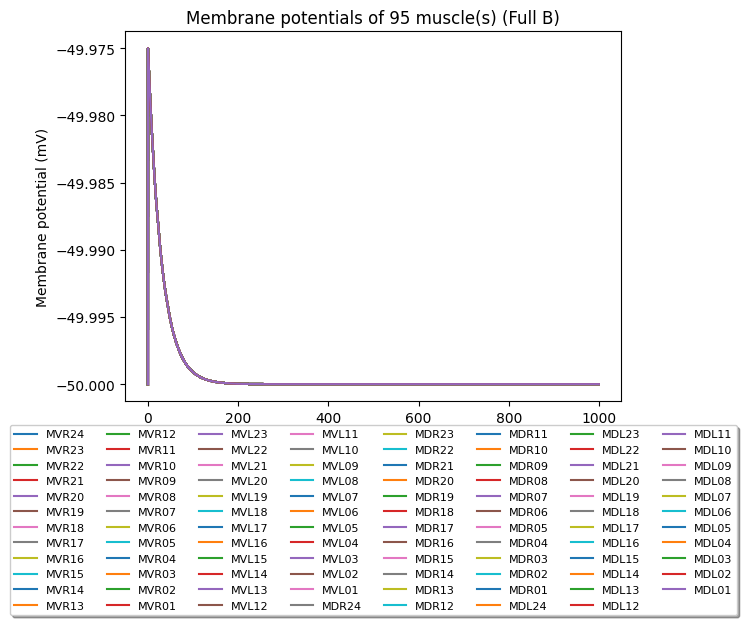 Membrane potentials of 95 muscle(s) (Full B)
−49.975
−49.980
−49.985
−49.990
−49.995
−50.000
Membrane potential (mV)
0 200 400 600 800 1000
MVR24 MVR12 MVL23 MVL11 MDR23 MDR11 MDL23 MDL11
MVR23 MVR11 MVL22 MVL10 MDR22 MDR10 MDL22 MDL10
MVR22 MVR10 MVL21 MVL09 MDR21 MDR09 MDL21 MDL09
MVR21 MVR09 MVL20 MVL08 MDR20 MDR08 MDL20 MDL08
MVR20 MVR08 MVL19 MVL07 MDR19 MDR07 MDL19 MDL07
MVR19 MVR07 MVL18 MVL06 MDR18 MDR06 MDL18 MDL06
MVR18 MVR06 MVL17 MVL05 MDR17 MDR05 MDL17 MDL05
MVR17 MVR05 MVL16 MVL04 MDR16 MDR04 MDL16 MDL04
MVR16 MVR04 MVL15 MVL03 MDR15 MDR03 MDL15 MDL03
MVR15 MVR03 MVL14 MVL02 MDR14 MDR02 MDL14 MDL02
MVR14 MVR02 MVL13 MVL01 MDR13 MDR01 MDL13 MDL01
MVR13 MVR01 MVL12 MDR24 MDR12 MDL24 MDL12